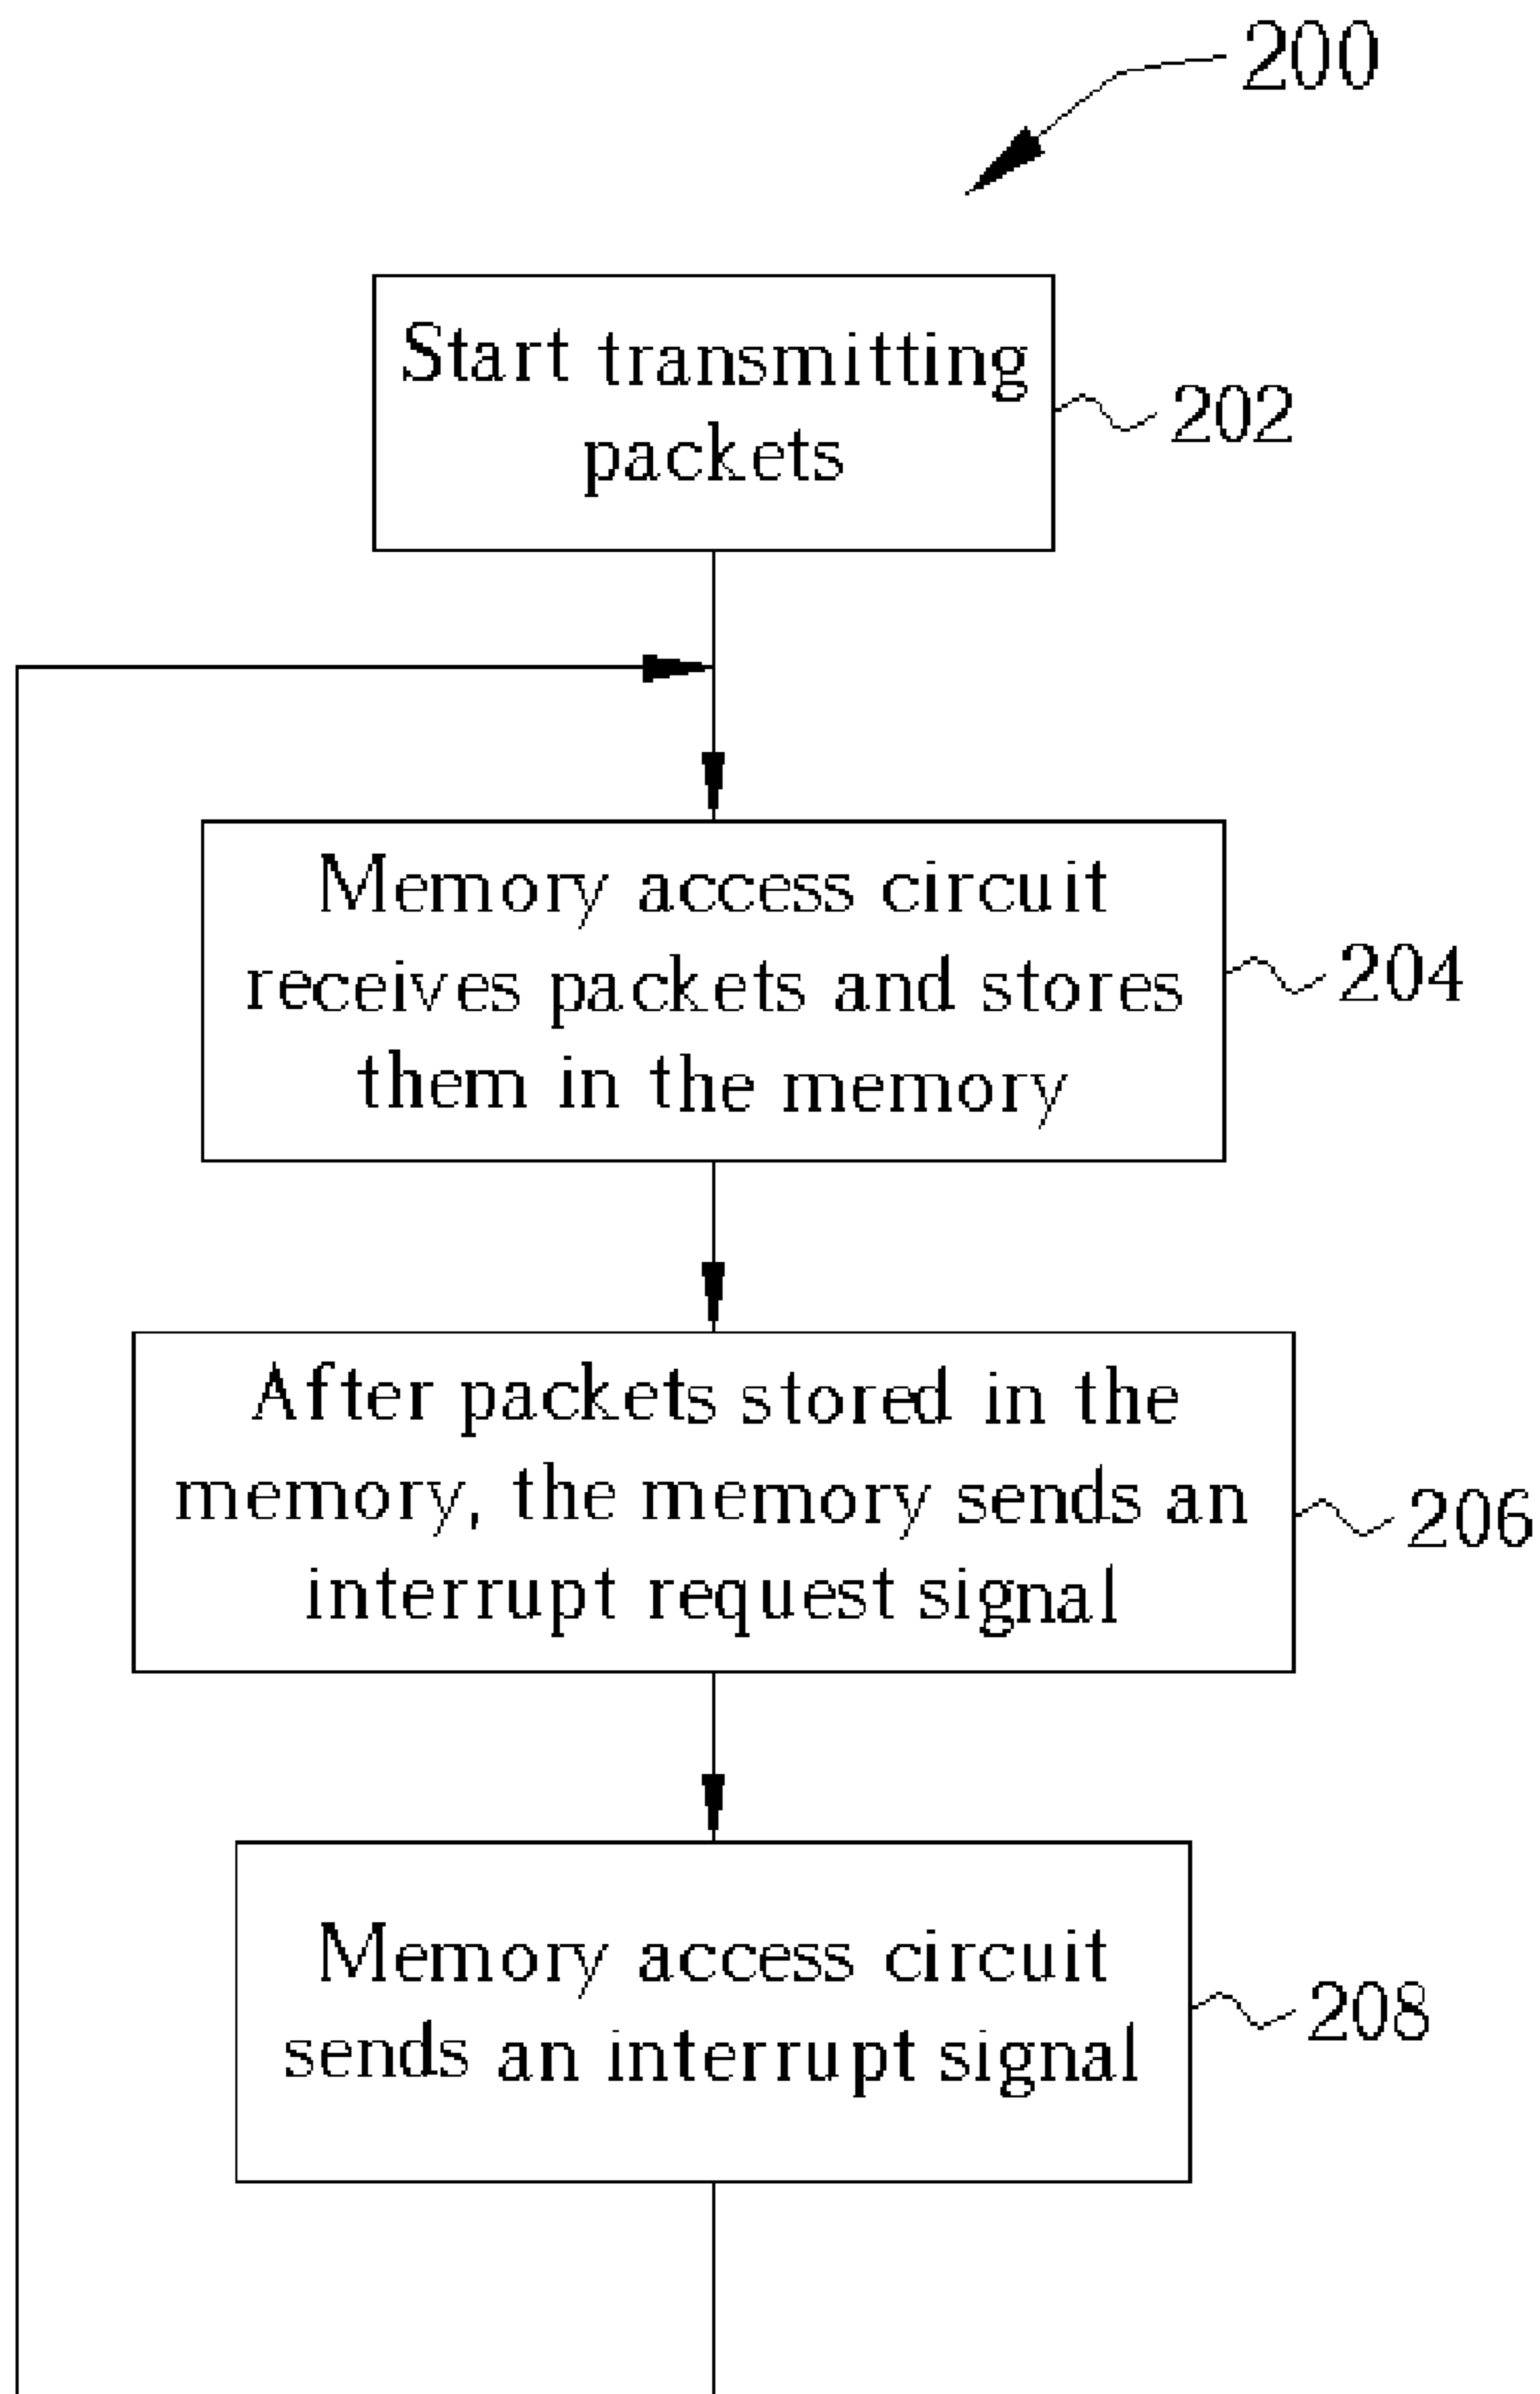 200
Start transmitting
packets
202
Memory access circuit
receives packets and stores
them in the memory
204
After packets stored in the
memory, the memory sends an
interrupt request signal
206
Memory access circuit
sends an interrupt signal
208